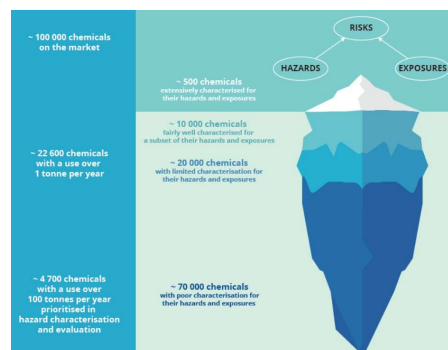 ~ 100 000 chemicals
on the market
RISKS
HAZARDS
EXPOSURES
~ 500 chemicals
extensively characterised for
their hazards and exposures
~ 10 000 chemicals
fairly well characterised for
a subset of their hazards and exposures
~ 22 600 chemicals
with a use over
1 tonne per year
~ 20 000 chemicals
with limited characterisation for
their hazards and exposures
~ 4 700 chemicals
with a use over
100 tonnes per year
prioritised in
hazard characterisation
and evaluation
~ 70 000 chemicals
with poor characterisation for
their hazards and exposures